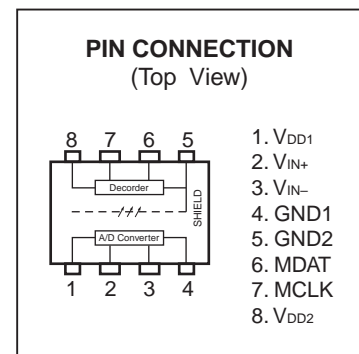 PIN CONNECTION
(Top View)
8 7 6 5
Decorder
SHIELD
A/D Converter
1 2 3 4
1. VDD1
2. VIN+
3. VIN–
4. GND1
5. GND2
6. MDAT
7. MCLK
8. VDD2